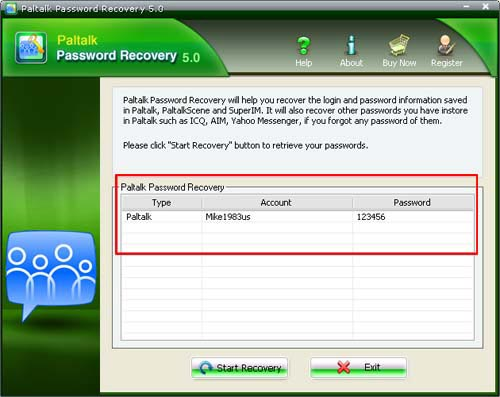 Paltalk Password Recovery 5.0
Paltalk
Password Recovery 5.0
Help
About
Buy Now
Register
Paltalk Password Recovery will help you recover the login and password information saved
in Paltalk, PaltalkScene and SuperIM. It will also recover other passwords you have instore
in Paltalk such as ICQ, AIM, Yahoo Messenger, if you forgot any password of them.
Please click "Start Recovery" button to retrieve your passwords.
Paltalk Password Recovery
Type Account Password
Paltalk Mike1983us 123456
Start Recovery
Exit